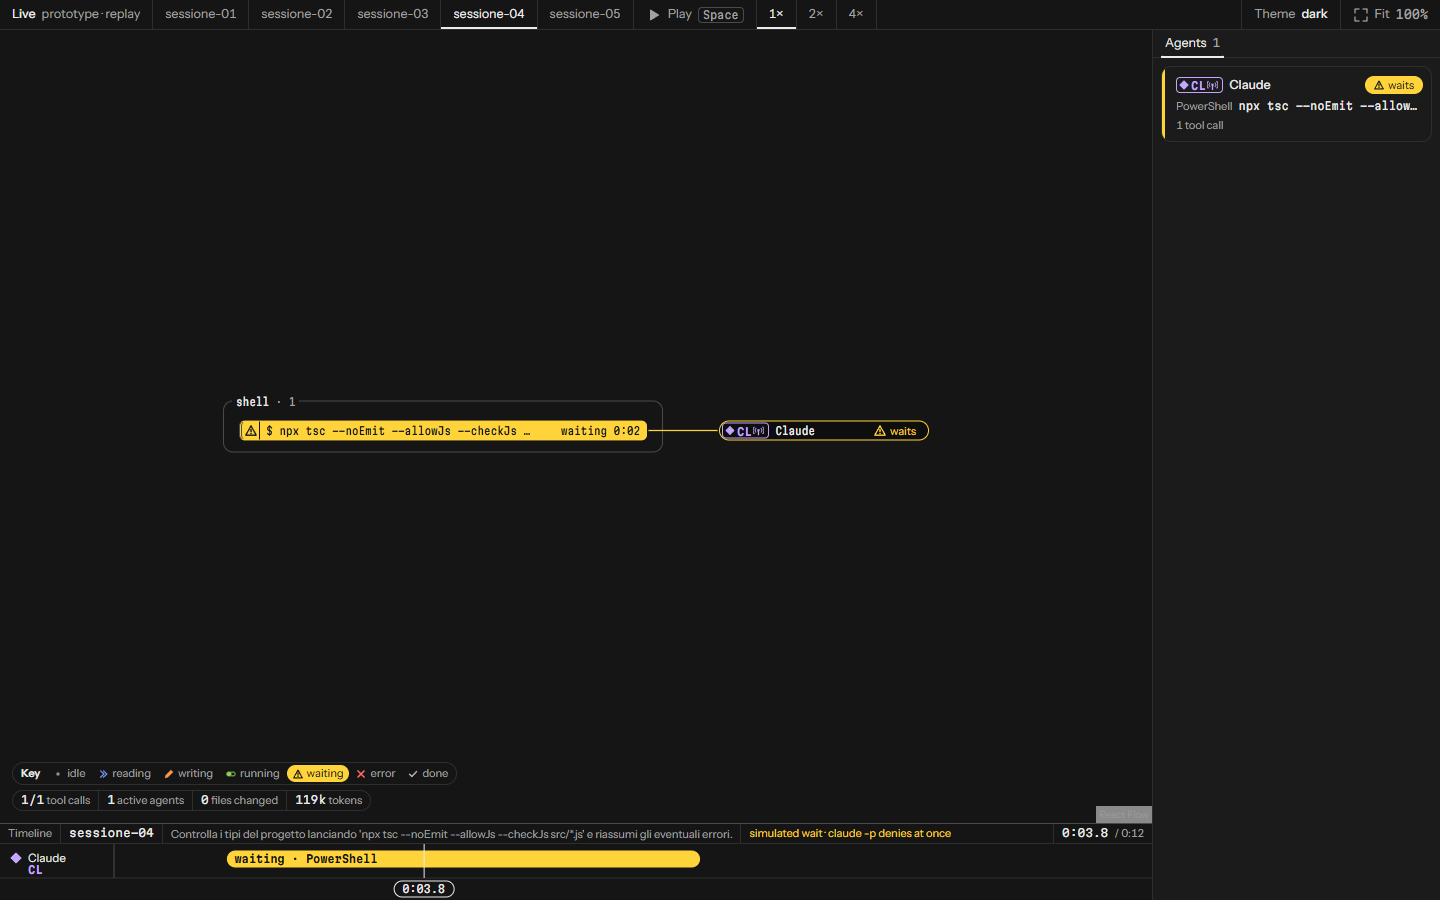 Live prototype·replay sessione-01 sessione-02 sessione-03 sessione-04 sessione-05 Play Space 1× 2× 4× Theme dark Fit 100%
Agents 1
CL Claude waits
PowerShell npx tsc --noEmit --allow…
1 tool call
shell · 1
$ npx tsc --noEmit --allowJs --checkJs … waiting 0:02
CL Claude waits
Key idle reading writing running waiting error done
1/1 tool calls 1 active agents 0 files changed 119k tokens
React Flow
Timeline sessione-04 Controlla i tipi del progetto lanciando 'npx tsc --noEmit --allowJs --checkJs src/*.js' e riassumi gli eventuali errori. simulated wait·claude -p denies at once 0:03.8 / 0:12
Claude waiting · PowerShell
CL
0:03.8